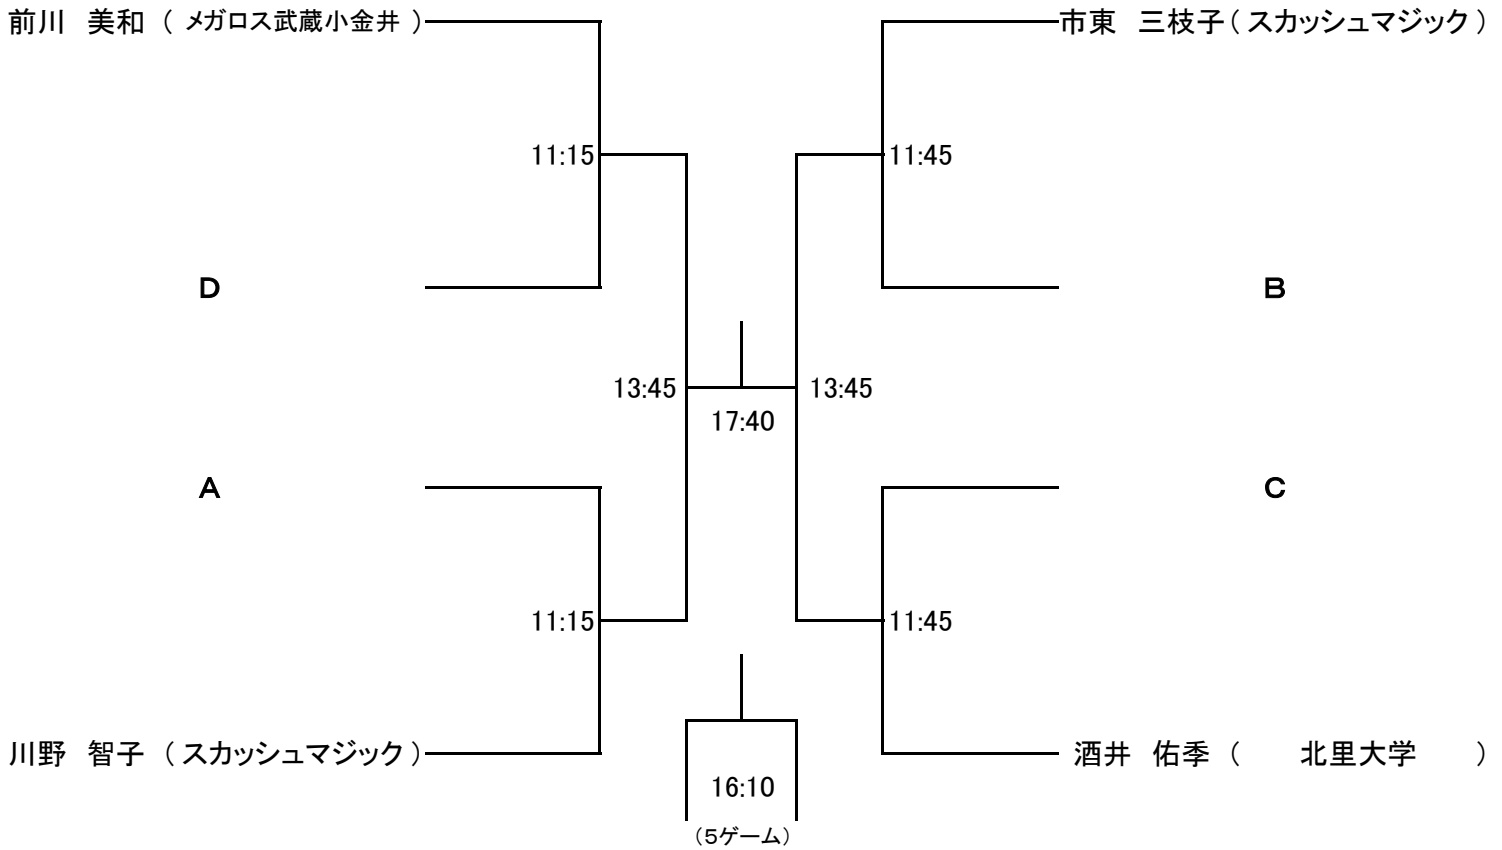 前川　美和 （ メガロス武蔵小金井 ）
市東　三枝子（ スカッシュマジック ）
11:15
11:45
D
B
13:45
13:45
17:40
A
C
11:15
11:45
川野　智子 （ スカッシュマジック ）
酒井　佑季 （　　北里大学　　）
16:10
（５ゲーム）